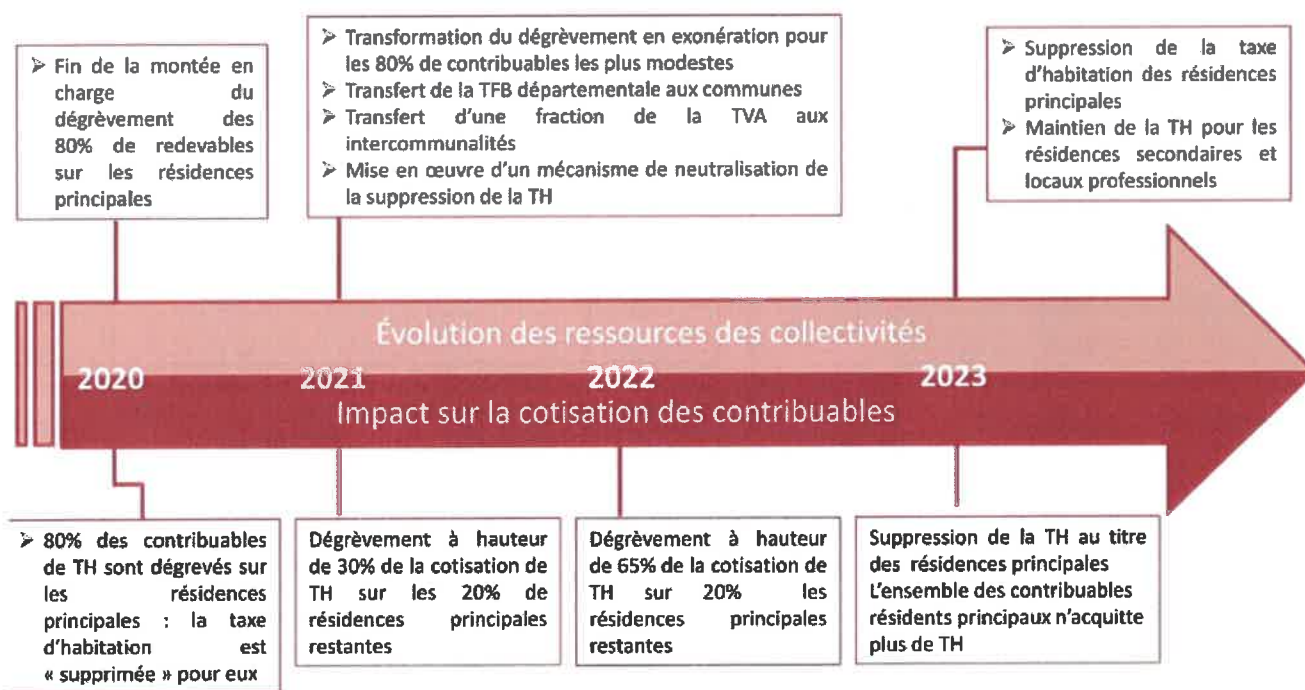 ➢ Fin de la montée en
charge du
dégrèvement des
80% de redevables
sur les résidences
principales
➢ Transformation du dégrèvement en exonération pour
les 80% de contribuables les plus modestes
➢ Transfert de la TFB départementale aux communes
➢ Transfert d'une fraction de la TVA aux
intercommunalités
➢ Mise en œuvre d'un mécanisme de neutralisation de
la suppression de la TH
➢ Suppression de la taxe
d'habitation des résidences
principales
➢ Maintien de la TH pour les
résidences secondaires et
locaux professionnels
Évolution des ressources des collectivités
2020 2021 2022 2023
Impact sur la cotisation des contribuables
➢ 80% des contribuables
de TH sont dégrevés sur
les résidences
principales : la taxe
d'habitation est
« supprimée » pour eux
Dégrèvement à hauteur
de 30% de la cotisation de
TH sur les 20% de
résidences principales
restantes
Dégrèvement à hauteur
de 65% de la cotisation de
TH sur 20% les
résidences principales
restantes
Suppression de la TH au titre
des résidences principales
L'ensemble des contribuables
résidents principaux n'acquitte
plus de TH